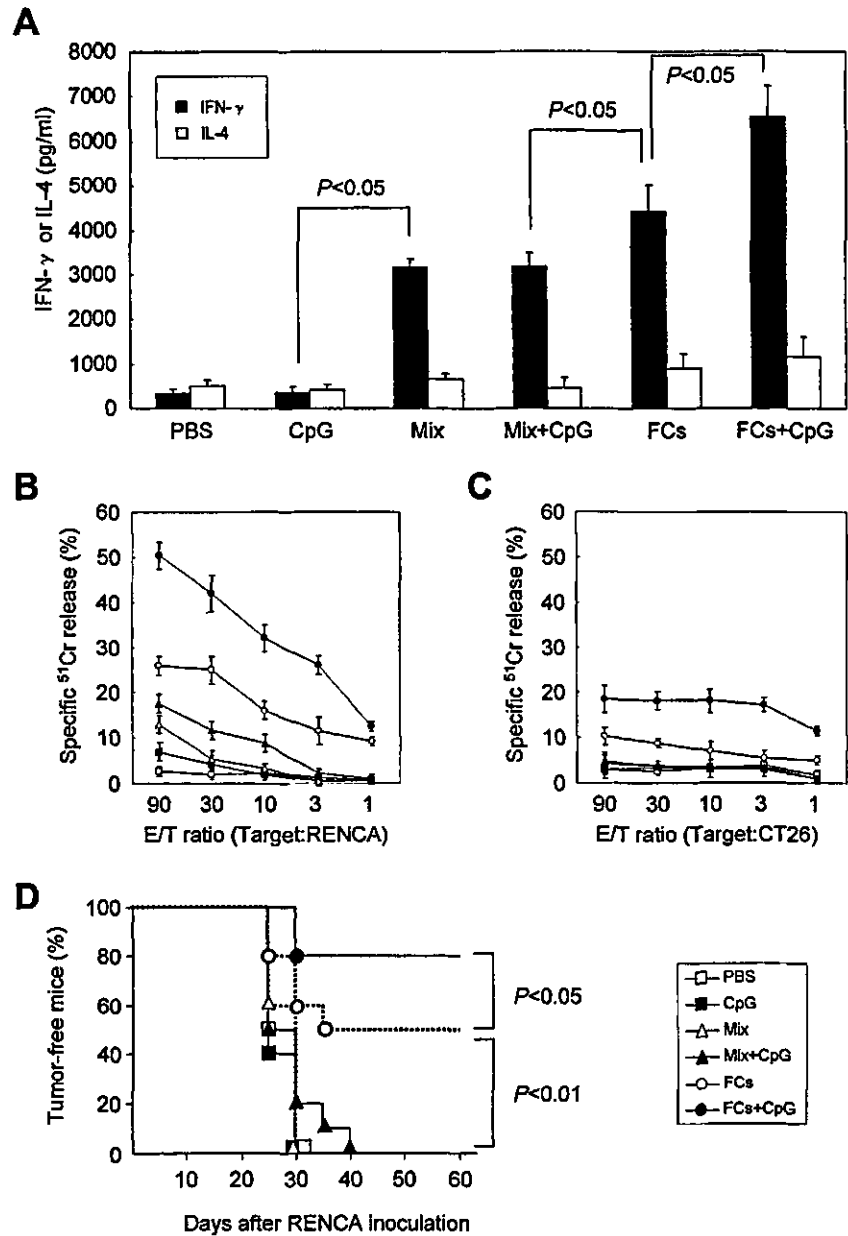 A
8000
7000
6000
5000
4000
3000
2000
1000
0
IFN-γ or IL-4 (pg/ml)
IFN-γ
IL-4
P<0.05
P<0.05
P<0.05
PBS CpG Mix Mix+CpG FCs FCs+CpG
B
60
50
40
30
20
10
0
Specific ⁵¹Cr release (%)
90 30 10 3 1
E/T ratio (Target:RENCA)
C
60
50
40
30
20
10
0
Specific ⁵¹Cr release (%)
90 30 10 3 1
E/T ratio (Target:CT26)
D
100
80
60
40
20
0
Tumor-free mice (%)
10 20 30 40 50 60
Days after RENCA inoculation
P<0.05
P<0.01
PBS
CpG
Mix
Mix+CpG
FCs
FCs+CpG